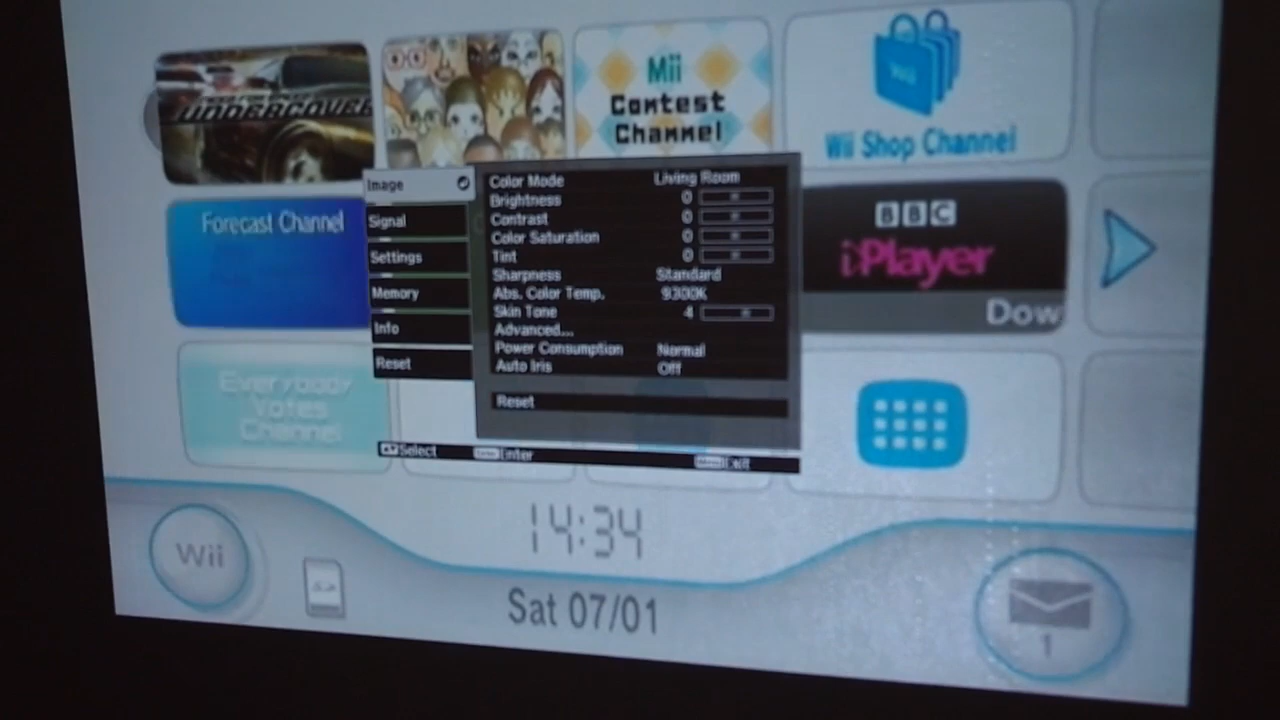 UNDERCOVER
Mii
Contest
Channel
Wii
Wii Shop Channel
Forecast Channel
BBC
iPlayer
Dow
Everybody
Votes
Channel
Image
Signal
Settings
Memory
Info
Reset
Color Mode Living Room
Brightness 0
Contrast 0
Color Saturation 0
Tint 0
Sharpness Standard
Abs. Color Temp. 9300K
Skin Tone 4
Advanced...
Power Consumption Normal
Auto Iris Off
Reset
Select Enter Exit
14:34
Wii
Sat 07/01
1